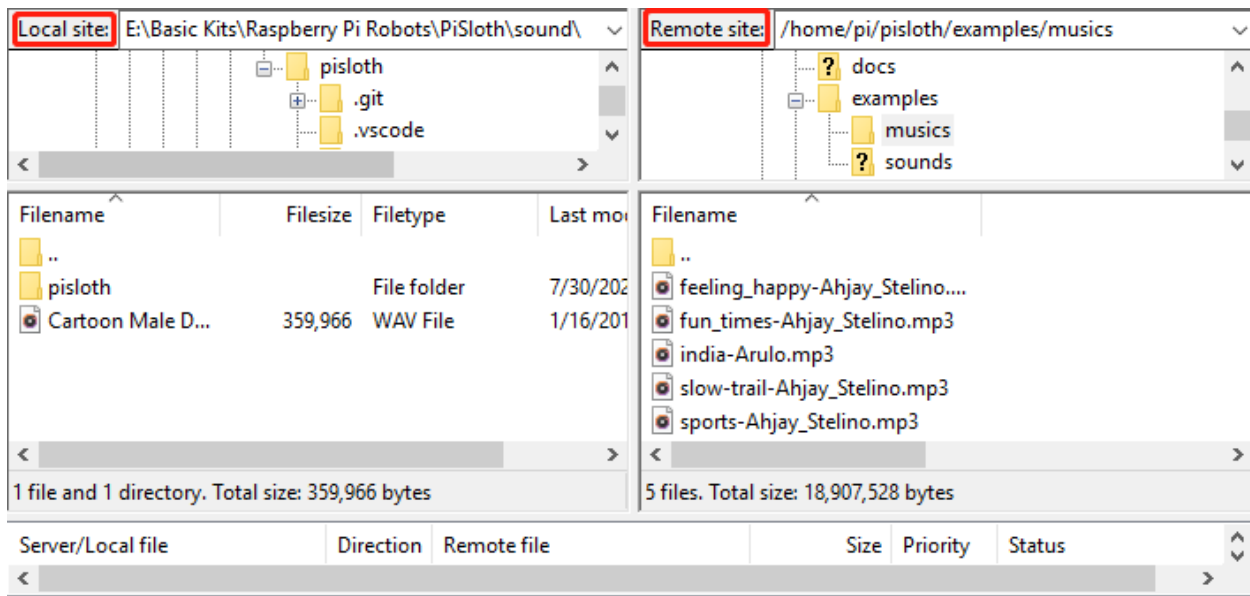 Local site: E:\Basic Kits\Raspberry Pi Robots\PiSloth\sound\
pisloth
.git
.vscode
Remote site: /home/pi/pisloth/examples/musics
? docs
examples
musics
? sounds
Filename Filesize Filetype Last mo
..
pisloth File folder 7/30/202
Cartoon Male D... 359,966 WAV File 1/16/201
1 file and 1 directory. Total size: 359,966 bytes
Filename
..
feeling_happy-Ahjay_Stelino....
fun_times-Ahjay_Stelino.mp3
india-Arulo.mp3
slow-trail-Ahjay_Stelino.mp3
sports-Ahjay_Stelino.mp3
5 files. Total size: 18,907,528 bytes
Server/Local file Direction Remote file Size Priority Status